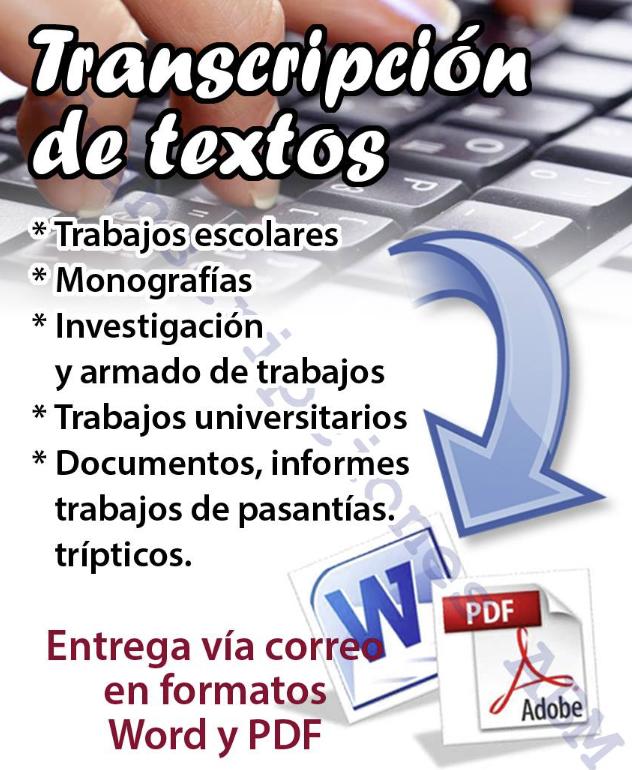 Transcripción
de textos
* Trabajos escolares
* Monografías
* Investigación
y armado de trabajos
* Trabajos universitarios
* Documentos, informes
trabajos de pasantías.
trípticos.
W
PDF
Adobe
Entrega vía correo
en formatos
Word y PDF